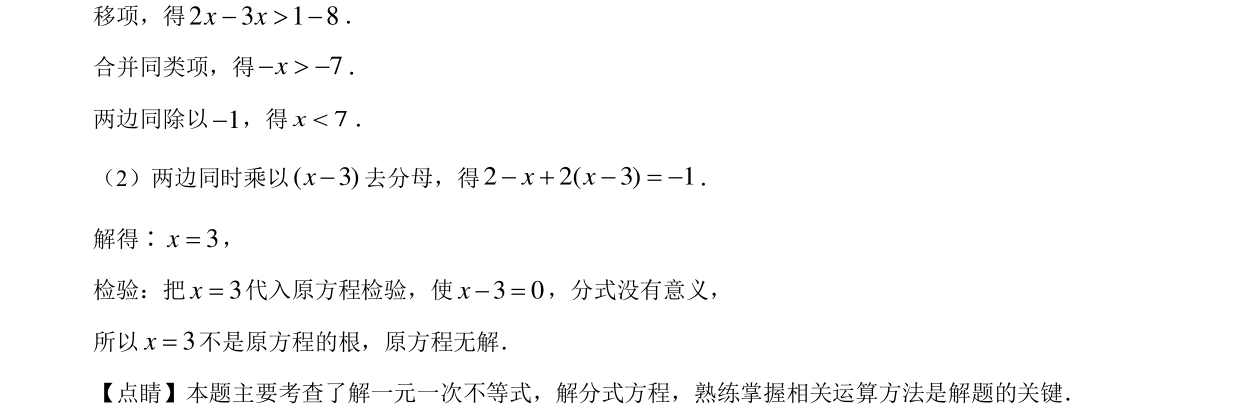 移项，得2x−3x>1−8．
合并同类项，得−x>−7．
两边同除以−1，得x<7．
（2）两边同时乘以(x−3)去分母，得2−x+2(x−3)=−1．
解得：x=3，
检验：把x=3代入原方程检验，使x−3=0，分式没有意义，
所以x=3不是原方程的根，原方程无解．
【点睛】本题主要考查了解一元一次不等式，解分式方程，熟练掌握相关运算方法是解题的关键．